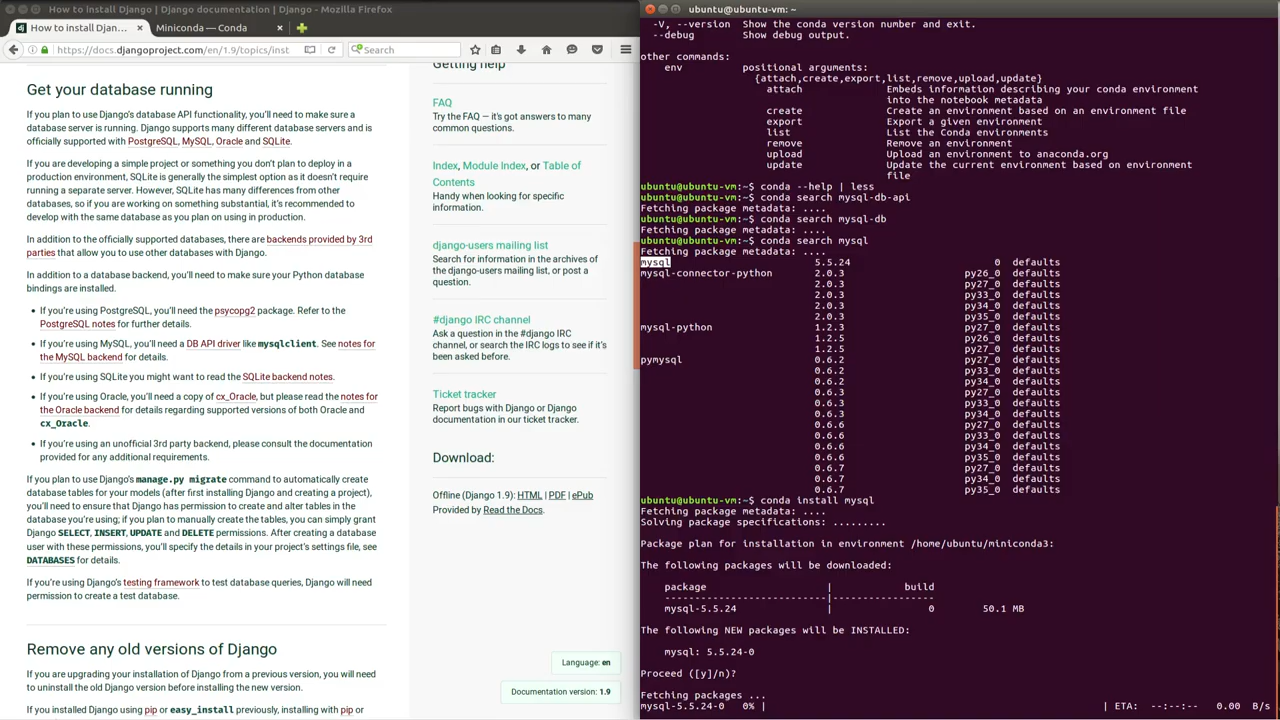 How to install Django | Django documentation | Django - Mozilla Firefox
How to install Djan...
Miniconda — Conda
https://docs.djangoproject.com/en/1.9/topics/inst
Search
Get your database running
If you plan to use Django's database API functionality, you'll need to make sure a
database server is running. Django supports many different database servers and is
officially supported with PostgreSQL, MySQL, Oracle and SQLite.
If you are developing a simple project or something you don't plan to deploy in a
production environment, SQLite is generally the simplest option as it doesn't require
running a separate server. However, SQLite has many differences from other
databases, so if you are working on something substantial, it's recommended to
develop with the same database as you plan on using in production.
In addition to the officially supported databases, there are backends provided by 3rd
parties that allow you to use other databases with Django.
In addition to a database backend, you'll need to make sure your Python database
bindings are installed.
• If you're using PostgreSQL, you'll need the psycopg2 package. Refer to the
PostgreSQL notes for further details.
• If you're using MySQL, you'll need a DB API driver like mysqlclient. See notes for
the MySQL backend for details.
• If you're using SQLite you might want to read the SQLite backend notes.
• If you're using Oracle, you'll need a copy of cx_Oracle, but please read the notes for
the Oracle backend for details regarding supported versions of both Oracle and
cx_Oracle.
• If you're using an unofficial 3rd party backend, please consult the documentation
provided for any additional requirements.
If you plan to use Django's manage.py migrate command to automatically create
database tables for your models (after first installing Django and creating a project),
you'll need to ensure that Django has permission to create and alter tables in the
database you're using; if you plan to manually create the tables, you can simply grant
Django SELECT, INSERT, UPDATE and DELETE permissions. After creating a database
user with these permissions, you'll specify the details in your project's settings file, see
DATABASES for details.
If you're using Django's testing framework to test database queries, Django will need
permission to create a test database.
Remove any old versions of Django
If you are upgrading your installation of Django from a previous version, you will need
to uninstall the old Django version before installing the new version.
If you installed Django using pip or easy_install previously, installing with pip or
Getting help
FAQ
Try the FAQ — it's got answers to many
common questions.
Index, Module Index, or Table of
Contents
Handy when looking for specific
information.
django-users mailing list
Search for information in the archives of
the django-users mailing list, or post a
question.
#django IRC channel
Ask a question in the #django IRC
channel, or search the IRC logs to see if it's
been asked before.
Ticket tracker
Report bugs with Django or Django
documentation in our ticket tracker.
Download:
Offline (Django 1.9): HTML | PDF | ePub
Provided by Read the Docs.
Language: en
Documentation version: 1.9
ubuntu@ubuntu-vm: ~
-V, --version Show the conda version number and exit.
--debug Show debug output.
other commands:
env positional arguments:
{attach,create,export,list,remove,upload,update}
attach Embeds information describing your conda environment
into the notebook metadata
create Create an environment based on an environment file
export Export a given environment
list List the Conda environments
remove Remove an environment
upload Upload an environment to anaconda.org
update Update the current environment based on environment
file
ubuntu@ubuntu-vm:~$ conda --help | less
ubuntu@ubuntu-vm:~$ conda search mysql-db-api
Fetching package metadata: ....
ubuntu@ubuntu-vm:~$ conda search mysql-db
Fetching package metadata: ....
ubuntu@ubuntu-vm:~$ conda search mysql
Fetching package metadata: ....
mysql 5.5.24 0 defaults
mysql-connector-python 2.0.3 py26_0 defaults
2.0.3 py27_0 defaults
2.0.3 py33_0 defaults
2.0.3 py34_0 defaults
2.0.3 py35_0 defaults
mysql-python 1.2.3 py27_0 defaults
1.2.5 py26_0 defaults
1.2.5 py27_0 defaults
pymysql 0.6.2 py27_0 defaults
0.6.2 py33_0 defaults
0.6.2 py34_0 defaults
0.6.3 py27_0 defaults
0.6.3 py33_0 defaults
0.6.3 py34_0 defaults
0.6.6 py27_0 defaults
0.6.6 py33_0 defaults
0.6.6 py34_0 defaults
0.6.6 py35_0 defaults
0.6.7 py27_0 defaults
0.6.7 py34_0 defaults
0.6.7 py35_0 defaults
ubuntu@ubuntu-vm:~$ conda install mysql
Fetching package metadata: ....
Solving package specifications: .........
Package plan for installation in environment /home/ubuntu/miniconda3:
The following packages will be downloaded:
package | build
---------------------------|-----------------
mysql-5.5.24 | 0 50.1 MB
The following NEW packages will be INSTALLED:
mysql: 5.5.24-0
Proceed ([y]/n)?
Fetching packages ...
mysql-5.5.24-0 0% | | ETA: --:--:-- 0.00 B/s